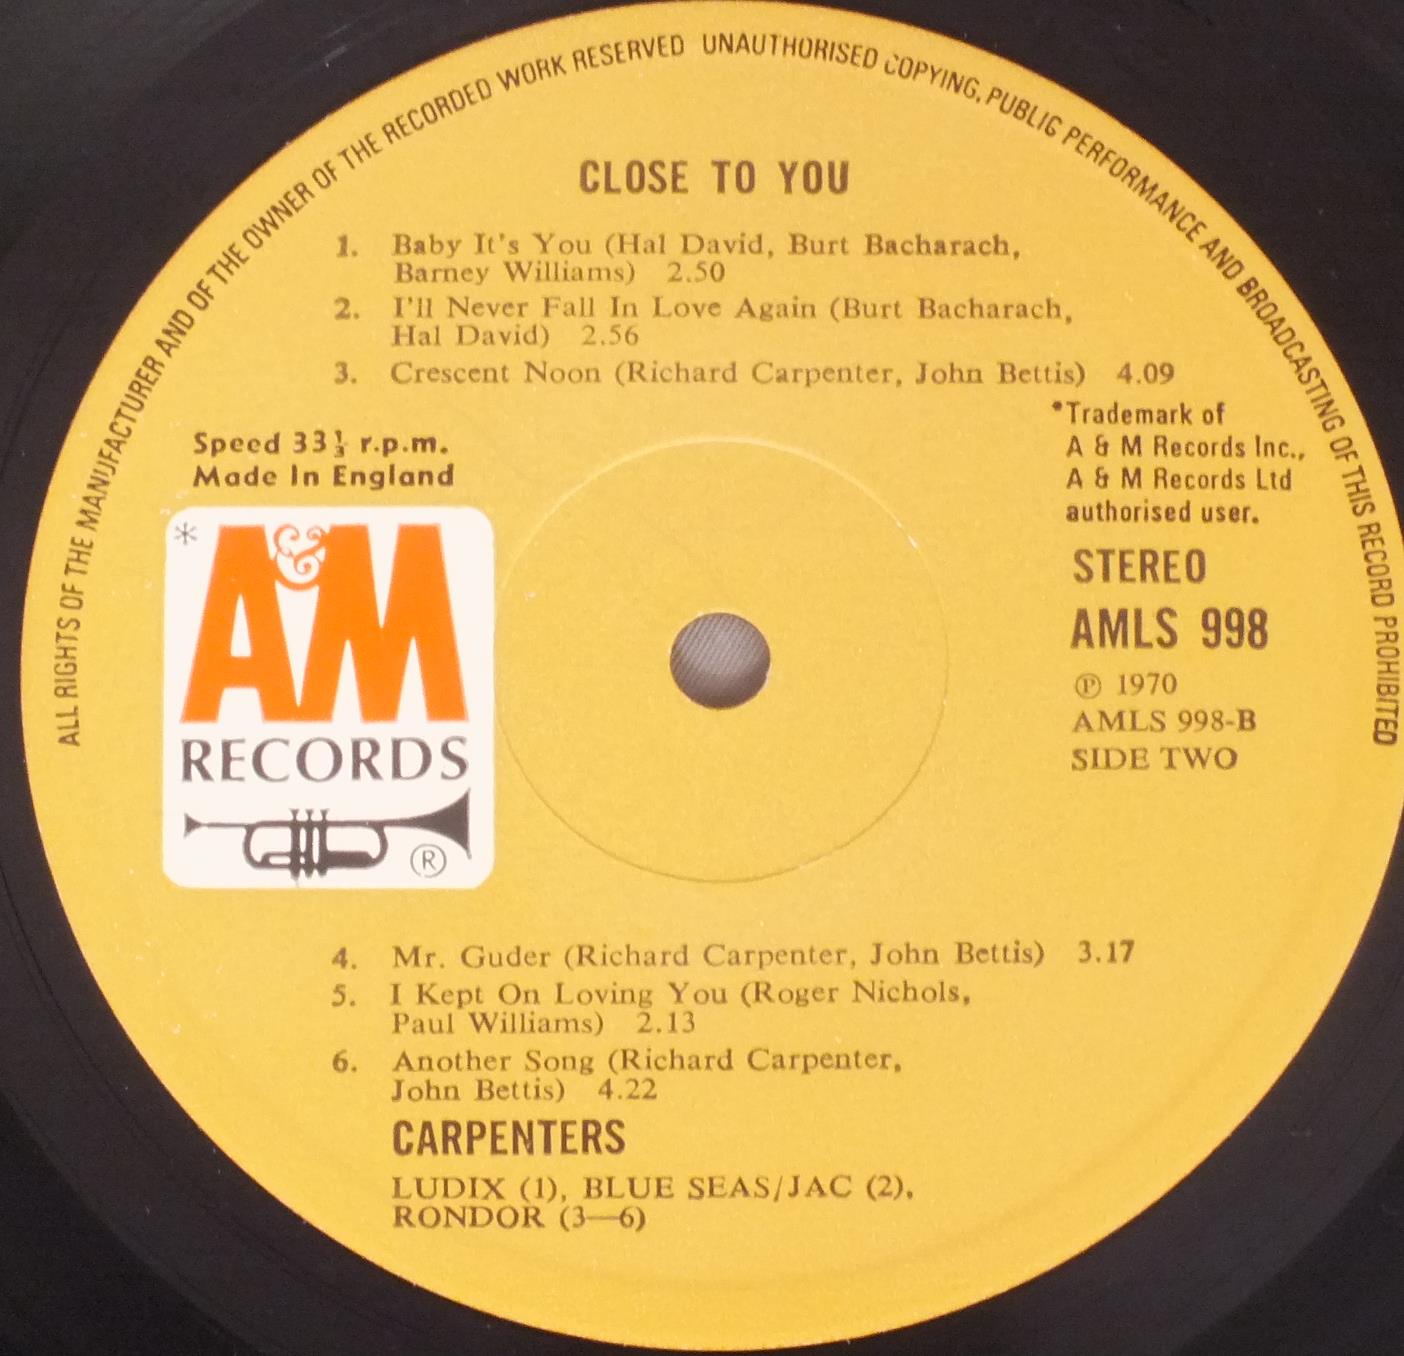 ALL RIGHTS OF THE MANUFACTURER AND OF THE OWNER OF THE RECORDED WORK RESERVED UNAUTHORISED COPYING, PUBLIC PERFORMANCE AND BROADCASTING OF THIS RECORD PROHIBITED
CLOSE TO YOU
1. Baby It's You (Hal David, Burt Bacharach,
Barney Williams) 2.50
2. I'll Never Fall In Love Again (Burt Bacharach,
Hal David) 2.56
3. Crescent Noon (Richard Carpenter, John Bettis) 4.09
Speed 33⅓ r.p.m.
Made In England
*A&M
RECORDS
®
*Trademark of
A & M Records Inc.,
A & M Records Ltd
authorised user.
STEREO
AMLS 998
℗ 1970
AMLS 998-B
SIDE TWO
4. Mr. Guder (Richard Carpenter, John Bettis) 3.17
5. I Kept On Loving You (Roger Nichols,
Paul Williams) 2.13
6. Another Song (Richard Carpenter,
John Bettis) 4.22
CARPENTERS
LUDIX (1), BLUE SEAS/JAC (2),
RONDOR (3—6)